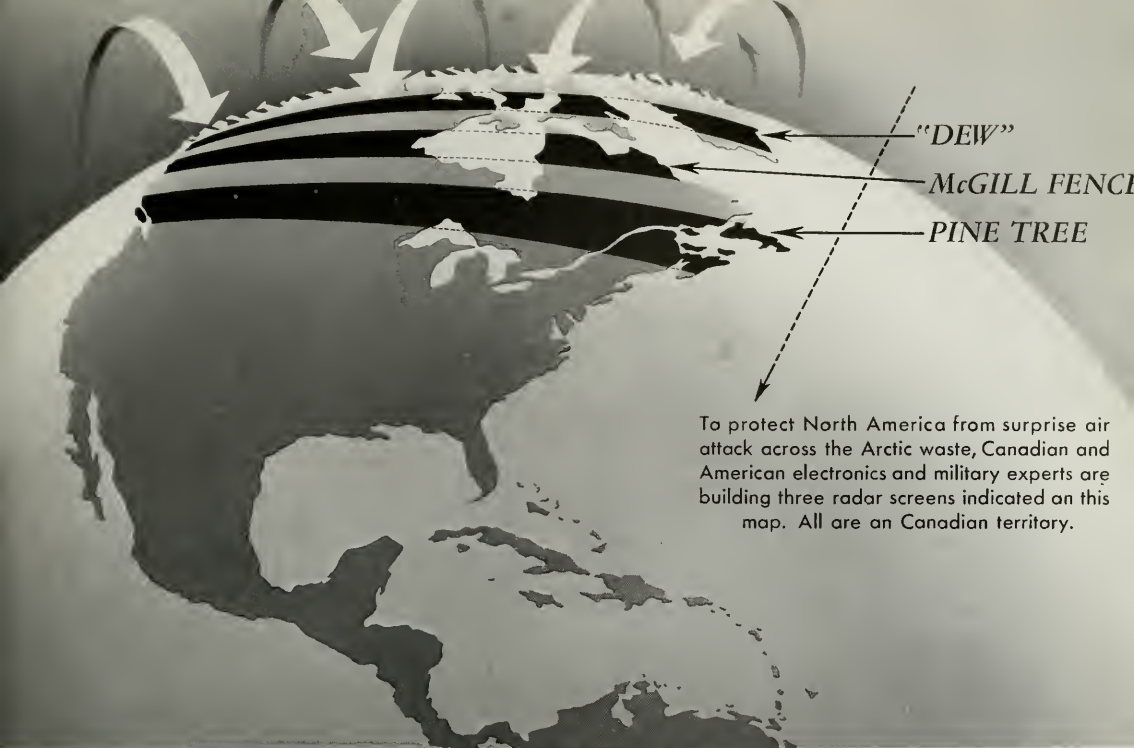 "DEW"
McGILL FENCE
PINE TREE
To protect North America from surprise air
attack across the Arctic waste, Canadian and
American electronics and military experts are
building three radar screens indicated an this
map. All are an Canadian territory.